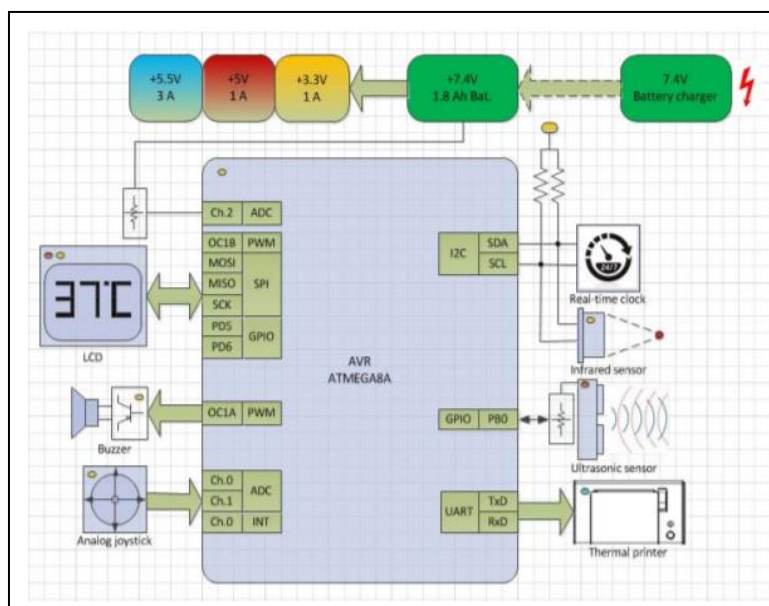 +5.5V
3 A
+5V
1 A
+3.3V
1 A
+7.4V
1.8 Ah Bat.
7.4V
Battery charger
Ch.2
ADC
OC1B
PWM
MOSI
MISO
SCK
SPI
PD5
PD6
GPIO
37°C
LCD
OC1A
PWM
Buzzer
Ch.0
Ch.1
ADC
Ch.0
INT
Analog joystick
AVR
ATMEGA8A
I2C
SDA
SCL
24/7
Real-time clock
Infrared sensor
GPIO
PB0
Ultrasonic sensor
UART
TxD
RxD
Thermal printer